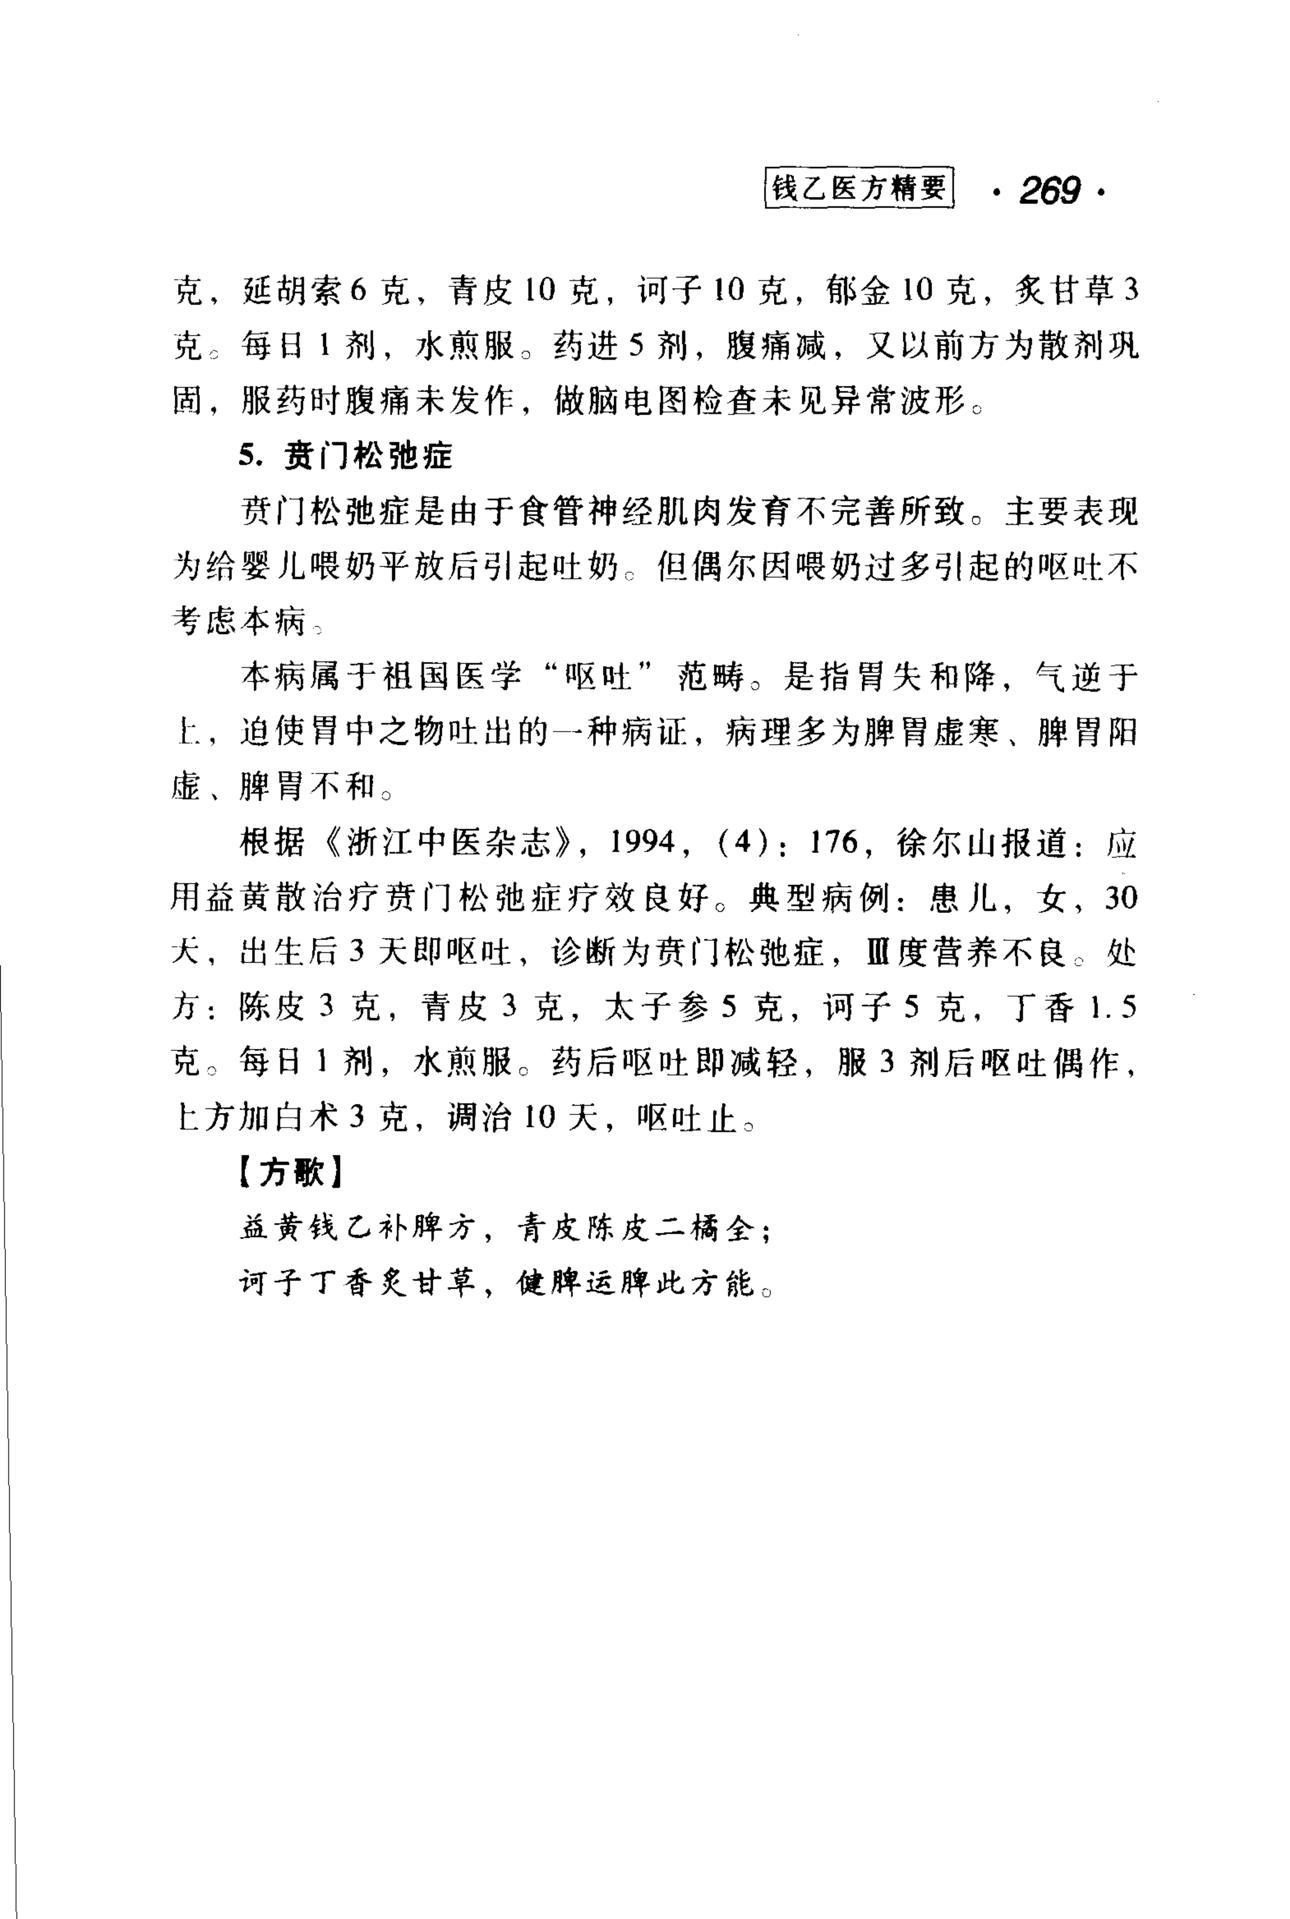 钱乙医方精要 · 269 ·
克，延胡索6克，青皮10克，诃子10克，郁金10克，炙甘草3
克。每日1剂，水煎服。药进5剂，腹痛减，又以前方为散剂巩
固，服药时腹痛未发作，做脑电图检查未见异常波形。
5. 贲门松弛症
贲门松弛症是由于食管神经肌肉发育不完善所致。主要表现
为给婴儿喂奶平放后引起吐奶。但偶尔因喂奶过多引起的呕吐不
考虑本病。
本病属于祖国医学“呕吐”范畴。是指胃失和降，气逆于
上，迫使胃中之物吐出的一种病证，病理多为脾胃虚寒、脾胃阳
虚、脾胃不和。
根据《浙江中医杂志》，1994，（4）：176，徐尔山报道：应
用益黄散治疗贲门松弛症疗效良好。典型病例：患儿，女，30
天，出生后3天即呕吐，诊断为贲门松弛症，Ⅲ度营养不良。处
方：陈皮3克，青皮3克，太子参5克，诃子5克，丁香1.5
克。每日1剂，水煎服。药后呕吐即减轻，服3剂后呕吐偶作，
上方加白术3克，调治10天，呕吐止。
【方歌】
益黄钱乙补脾方，青皮陈皮二橘全；
诃子丁香炙甘草，健脾运脾此方能。